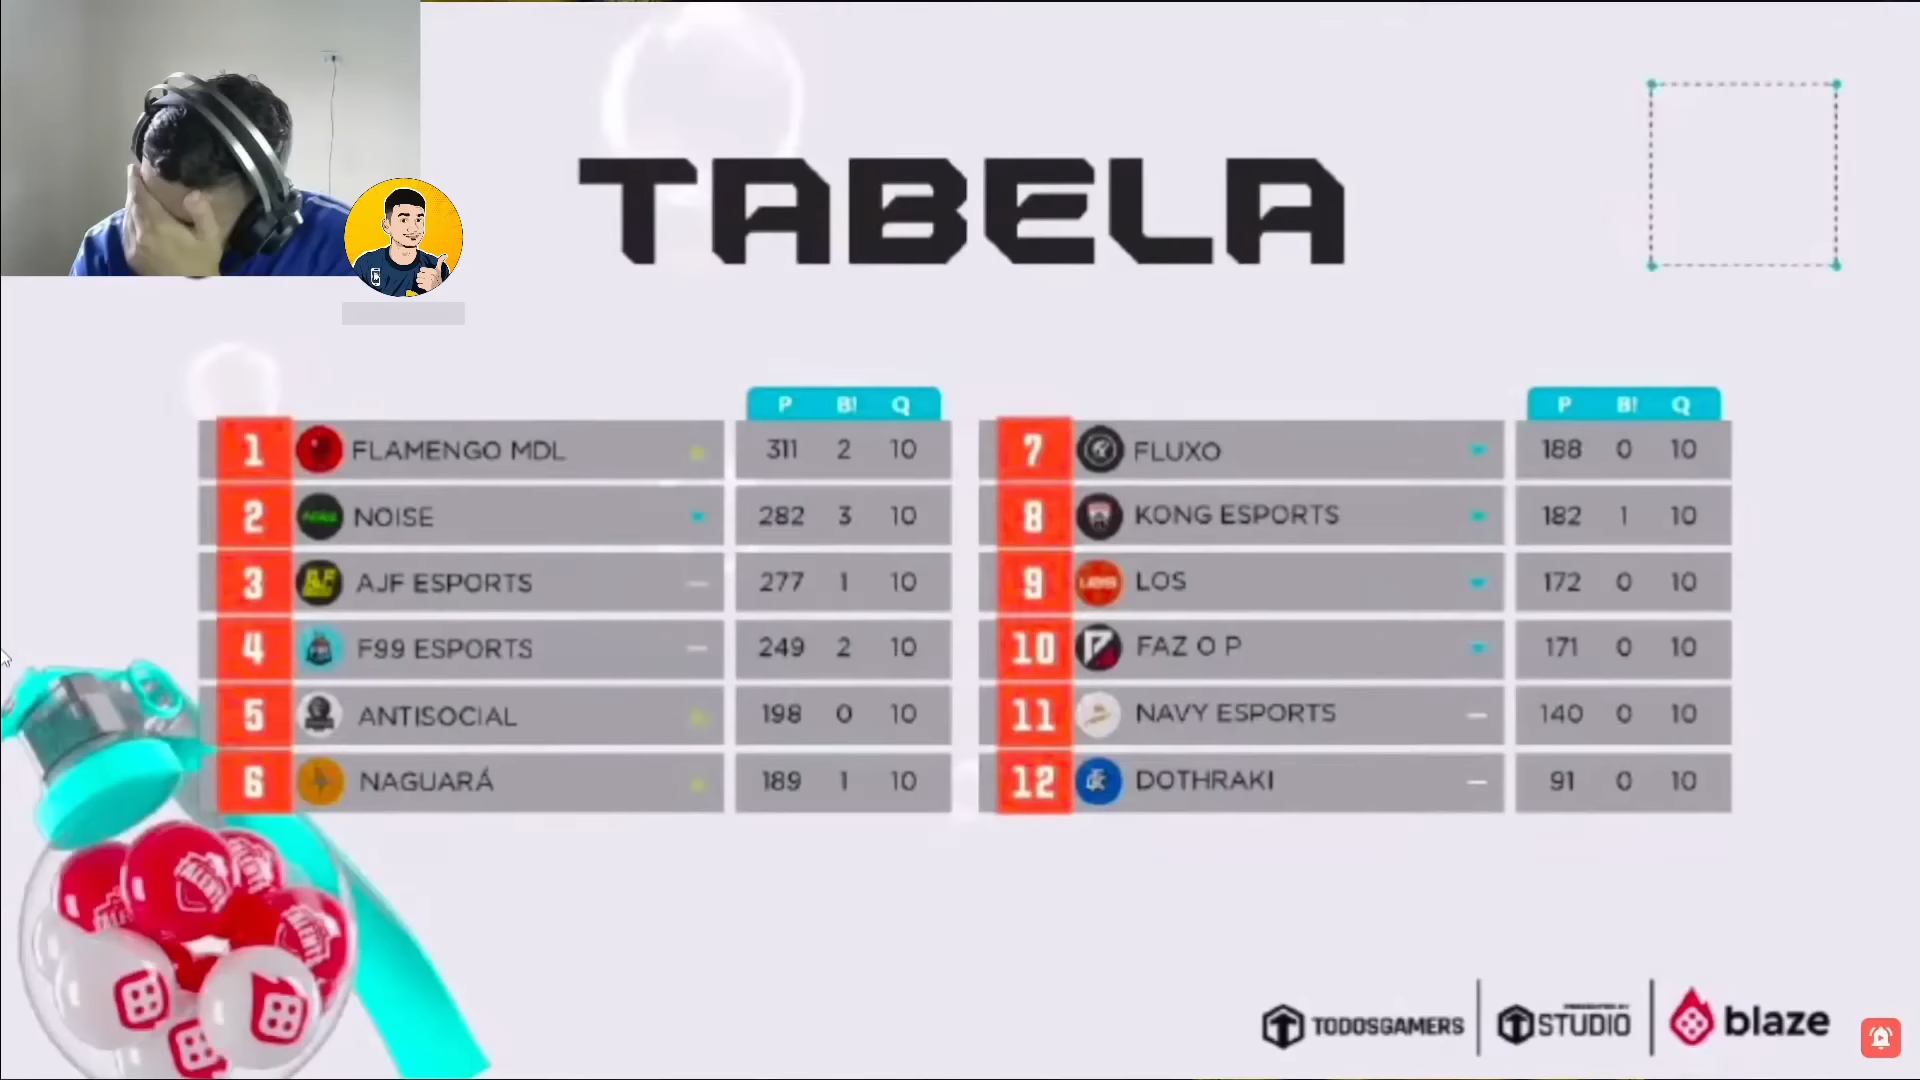 TABELA
P B! Q
1 FLAMENGO MDL 311 2 10
2 NOISE 282 3 10
3 AJF ESPORTS 277 1 10
4 F99 ESPORTS 249 2 10
5 ANTISOCIAL 198 0 10
6 NAGUARÁ 189 1 10
P B! Q
7 FLUXO 188 0 10
8 KONG ESPORTS 182 1 10
9 LOS 172 0 10
10 FAZ O P 171 0 10
11 NAVY ESPORTS 140 0 10
12 DOTHRAKI 91 0 10
TODOSGAMERS
STUDIO
blaze